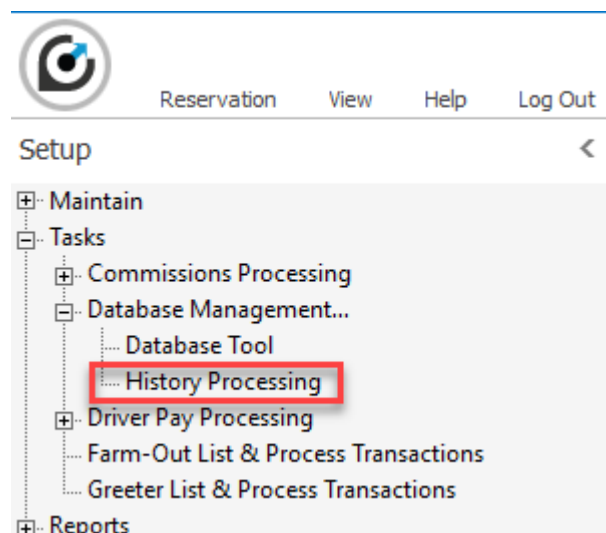 Reservation View Help Log Out
Setup <
Maintain
Tasks
Commissions Processing
Database Management...
Database Tool
History Processing
Driver Pay Processing
Farm-Out List & Process Transactions
Greeter List & Process Transactions
Reports